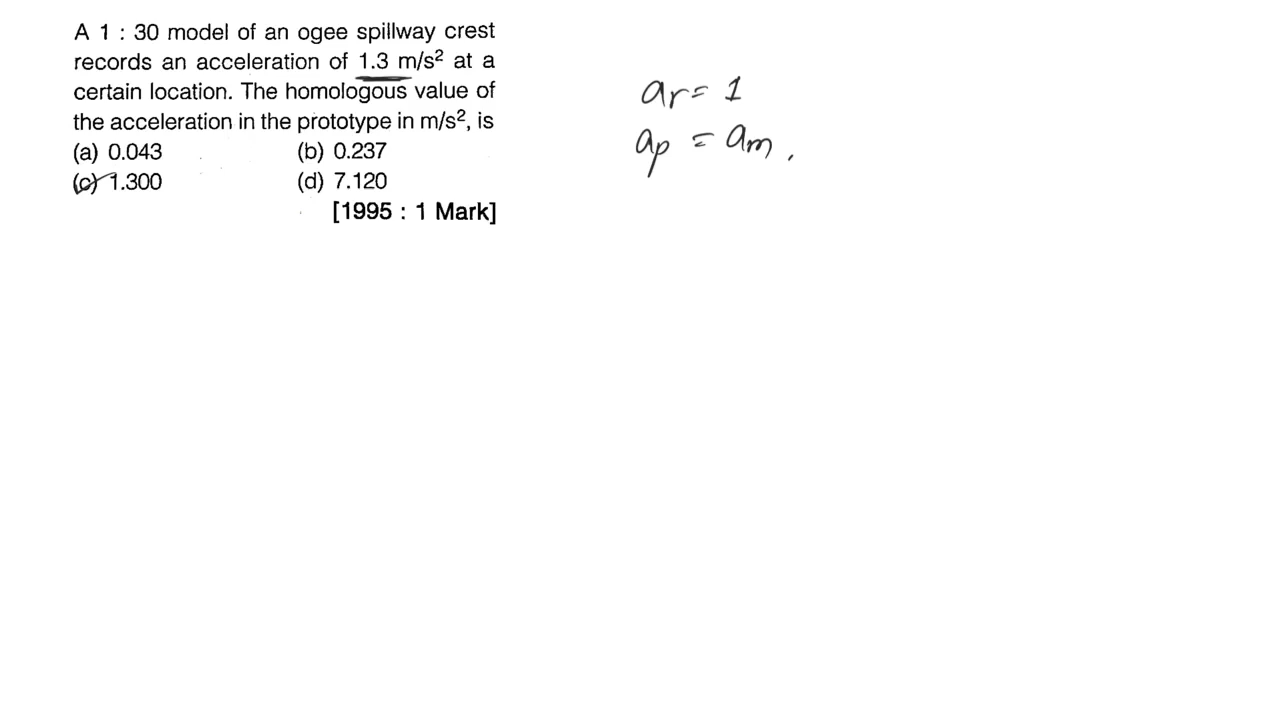 A 1 : 30 model of an ogee spillway crest
records an acceleration of 1.3 m/s² at a
certain location. The homologous value of
the acceleration in the prototype in m/s², is
(a) 0.043 (b) 0.237
(c) 1.300 (d) 7.120
[1995 : 1 Mark]
ar = 1
ap = am .